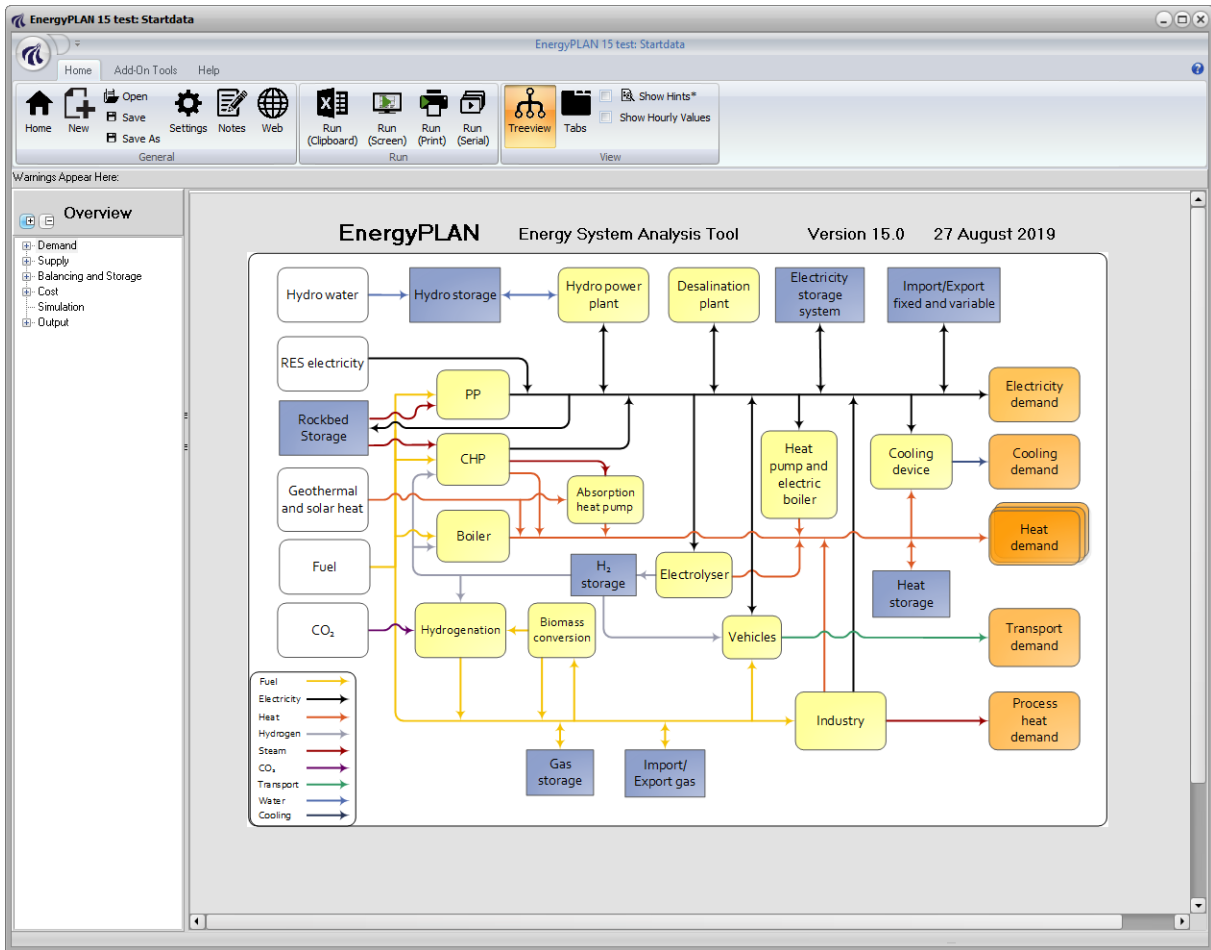 EnergyPLAN 15 test: Startdata
EnergyPLAN 15 test: Startdata
Home Add-On Tools Help
Home
New
Open
Save
Save As
Settings
Notes
Web
General
Run
(Clipboard)
Run
(Screen)
Run
(Print)
Run
(Serial)
Run
Treeview
Tabs
Show Hints*
Show Hourly Values
View
Warnings Appear Here:
Overview
Demand
Supply
Balancing and Storage
Cost
Simulation
Output
EnergyPLAN Energy System Analysis Tool Version 15.0 27 August 2019
Hydro water
Hydro storage
Hydro power
plant
Desalination
plant
Electricity
storage
system
Import/Export
fixed and variable
RES electricity
PP
Electricity
demand
Rockbed
Storage
CHP
Heat
pump and
electric
boiler
Cooling
device
Cooling
demand
Geothermal
and solar heat
Absorption
heat pump
Boiler
Heat
demand
Fuel
H₂
storage
Electrolyser
Heat
storage
CO₂
Hydrogenation
Biomass
conversion
Vehicles
Transport
demand
Fuel
Electricity
Heat
Hydrogen
Steam
CO₂
Transport
Water
Cooling
Industry
Process
heat
demand
Gas
storage
Import/
Export gas